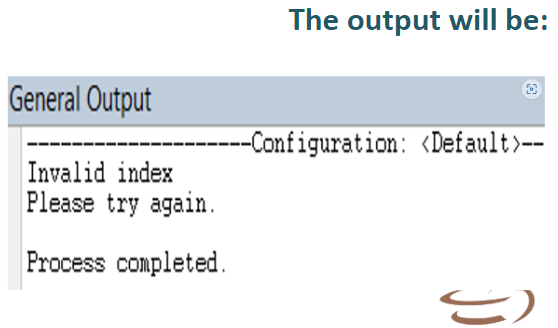 The output will be:
General Output
--------------------Configuration: <Default>--
Invalid index
Please try again.
Process completed.